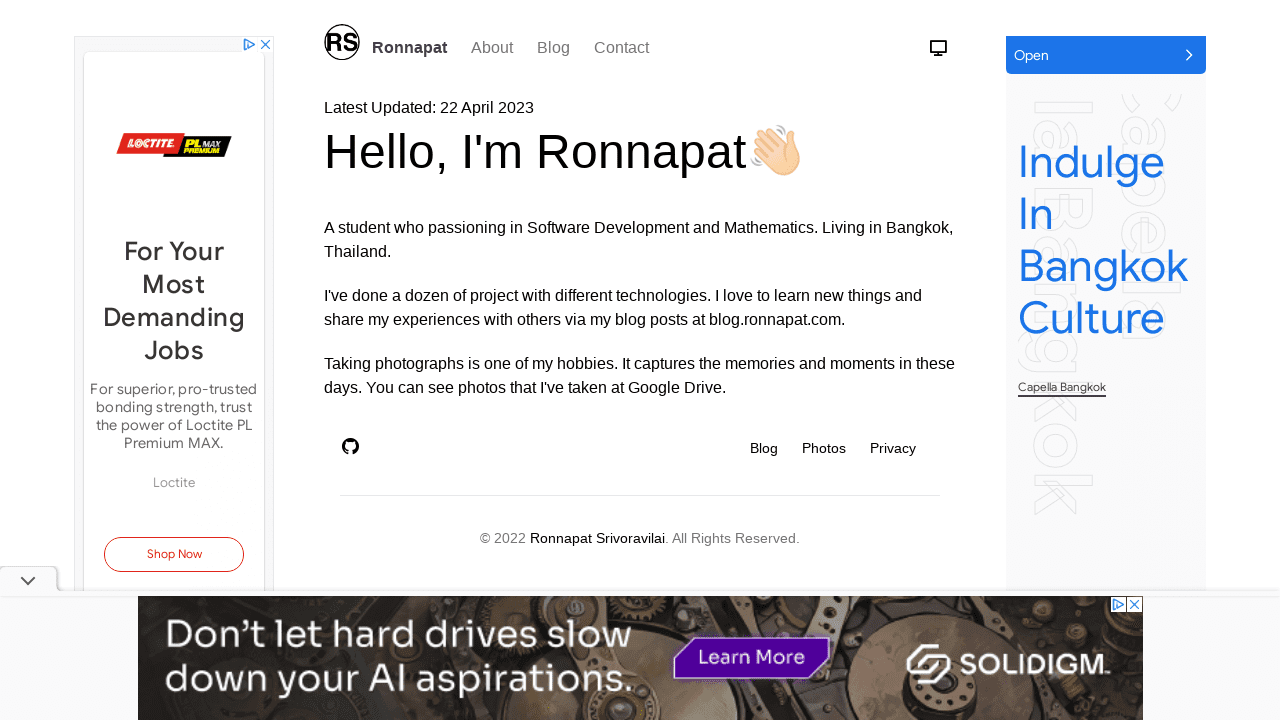 RS
Ronnapat About Blog Contact
LOCTITE PL MAX PREMIUM
For Your
Most
Demanding
Jobs
For superior, pro-trusted
bonding strength, trust
the power of Loctite PL
Premium MAX.
Loctite
Shop Now
Latest Updated: 22 April 2023
Hello, I'm Ronnapat
A student who passioning in Software Development and Mathematics. Living in Bangkok,
Thailand.
I've done a dozen of project with different technologies. I love to learn new things and
share my experiences with others via my blog posts at blog.ronnapat.com.
Taking photographs is one of my hobbies. It captures the memories and moments in these
days. You can see photos that I've taken at Google Drive.
Blog Photos Privacy
© 2022 Ronnapat Srivoravilai. All Rights Reserved.
Open
Indulge
In
Bangkok
Culture
Capella Bangkok
Don't let hard drives slow
down your AI aspirations.
Learn More
SOLIDIGM